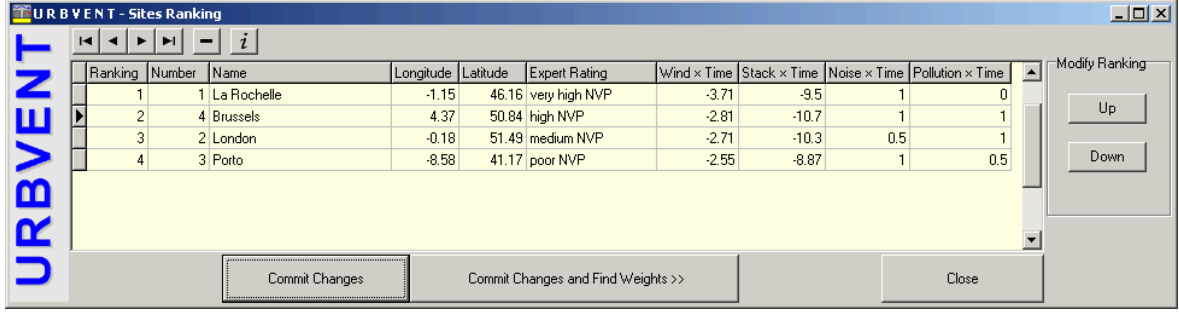 URBVENT - Sites Ranking
URBVENT
i
Ranking Number Name Longitude Latitude Expert Rating Wind × Time Stack × Time Noise × Time Pollution × Time
1 1 La Rochelle -1.15 46.16 very high NVP -3.71 -9.5 1 0
2 4 Brussels 4.37 50.84 high NVP -2.81 -10.7 1 1
3 2 London -0.18 51.49 medium NVP -2.71 -10.3 0.5 1
4 3 Porto -8.58 41.17 poor NVP -2.55 -8.87 1 0.5
Modify Ranking
Up
Down
Commit Changes
Commit Changes and Find Weights >>
Close